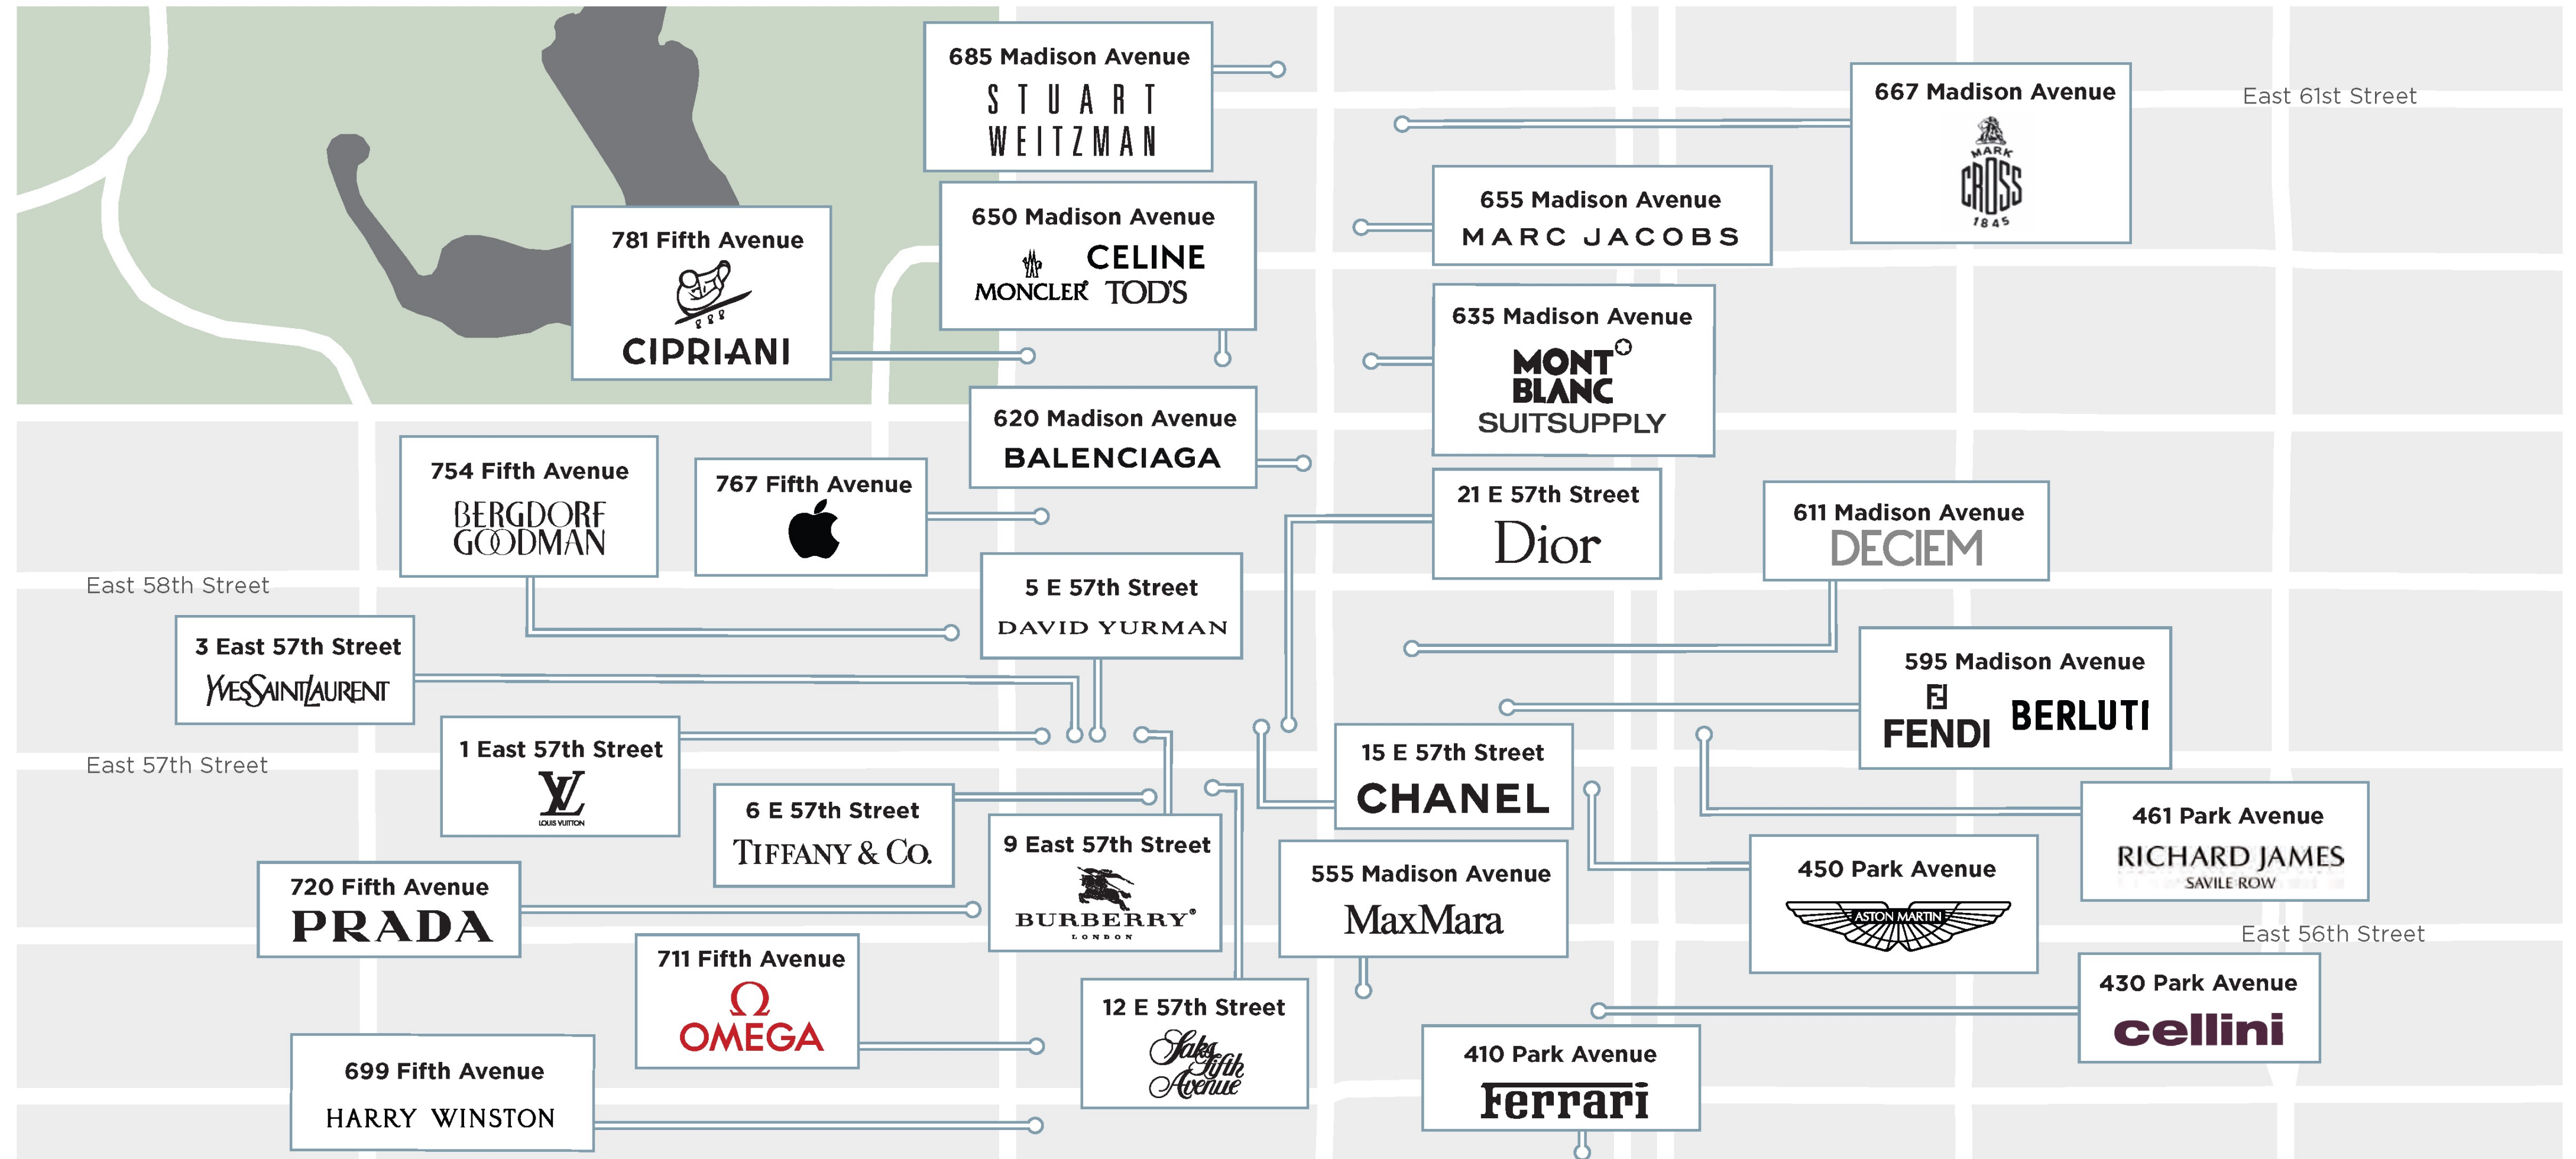 685 Madison Avenue
STUART
WEITZMAN
667 Madison Avenue
MARK
CROSS
1845
East 61st Street
655 Madison Avenue
MARC JACOBS
650 Madison Avenue
MONCLER
CELINE
TOD'S
781 Fifth Avenue
CIPRIANI
635 Madison Avenue
MONT
BLANC
SUITSUPPLY
620 Madison Avenue
BALENCIAGA
754 Fifth Avenue
BERGDORF
GOODMAN
767 Fifth Avenue
21 E 57th Street
Dior
611 Madison Avenue
DECIEM
East 58th Street
5 E 57th Street
DAVID YURMAN
3 East 57th Street
YVESSAINTLAURENT
595 Madison Avenue
FENDI
BERLUTI
East 57th Street
1 East 57th Street
LV
LOUIS VUITTON
15 E 57th Street
CHANEL
6 E 57th Street
TIFFANY & CO.
9 East 57th Street
BURBERRY®
LONDON
461 Park Avenue
RICHARD JAMES
SAVILE ROW
555 Madison Avenue
MaxMara
450 Park Avenue
ASTON MARTIN
720 Fifth Avenue
PRADA
East 56th Street
711 Fifth Avenue
Ω
OMEGA
12 E 57th Street
Saks
Fifth
Avenue
430 Park Avenue
cellini
410 Park Avenue
Ferrari
699 Fifth Avenue
HARRY WINSTON